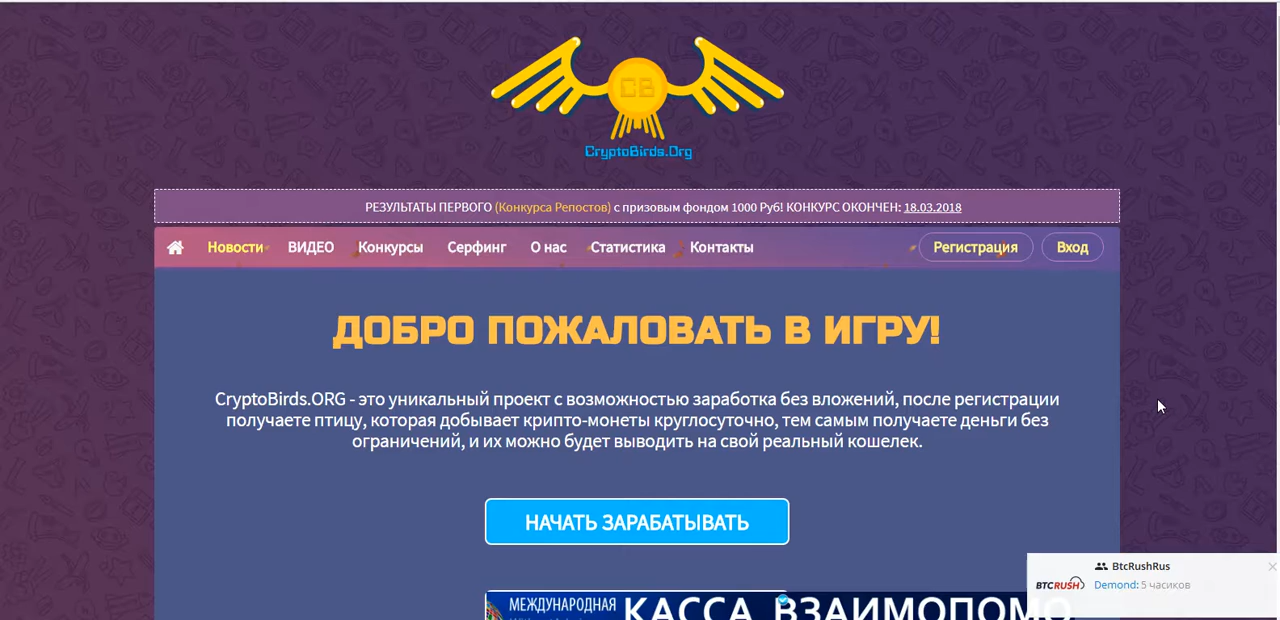 CB
CryptoBirds.Org
РЕЗУЛЬТАТЫ ПЕРВОГО (Конкурса Репостов) с призовым фондом 1000 Руб! КОНКУРС ОКОНЧЕН: 18.03.2018
Новости ВИДЕО Конкурсы Серфинг О нас Статистика Контакты Регистрация Вход
ДОБРО ПОЖАЛОВАТЬ В ИГРУ!
CryptoBirds.ORG - это уникальный проект с возможностью заработка без вложений, после регистрации
получаете птицу, которая добывает крипто-монеты круглосуточно, тем самым получаете деньги без
ограничений, и их можно будет выводить на свой реальный кошелек.
НАЧАТЬ ЗАРАБАТЫВАТЬ
BtcRushRus
BTCRUSH
Demond: 5 часиков
МЕЖДУНАРОДНАЯ
КАССА ВЗАИМОПОМО